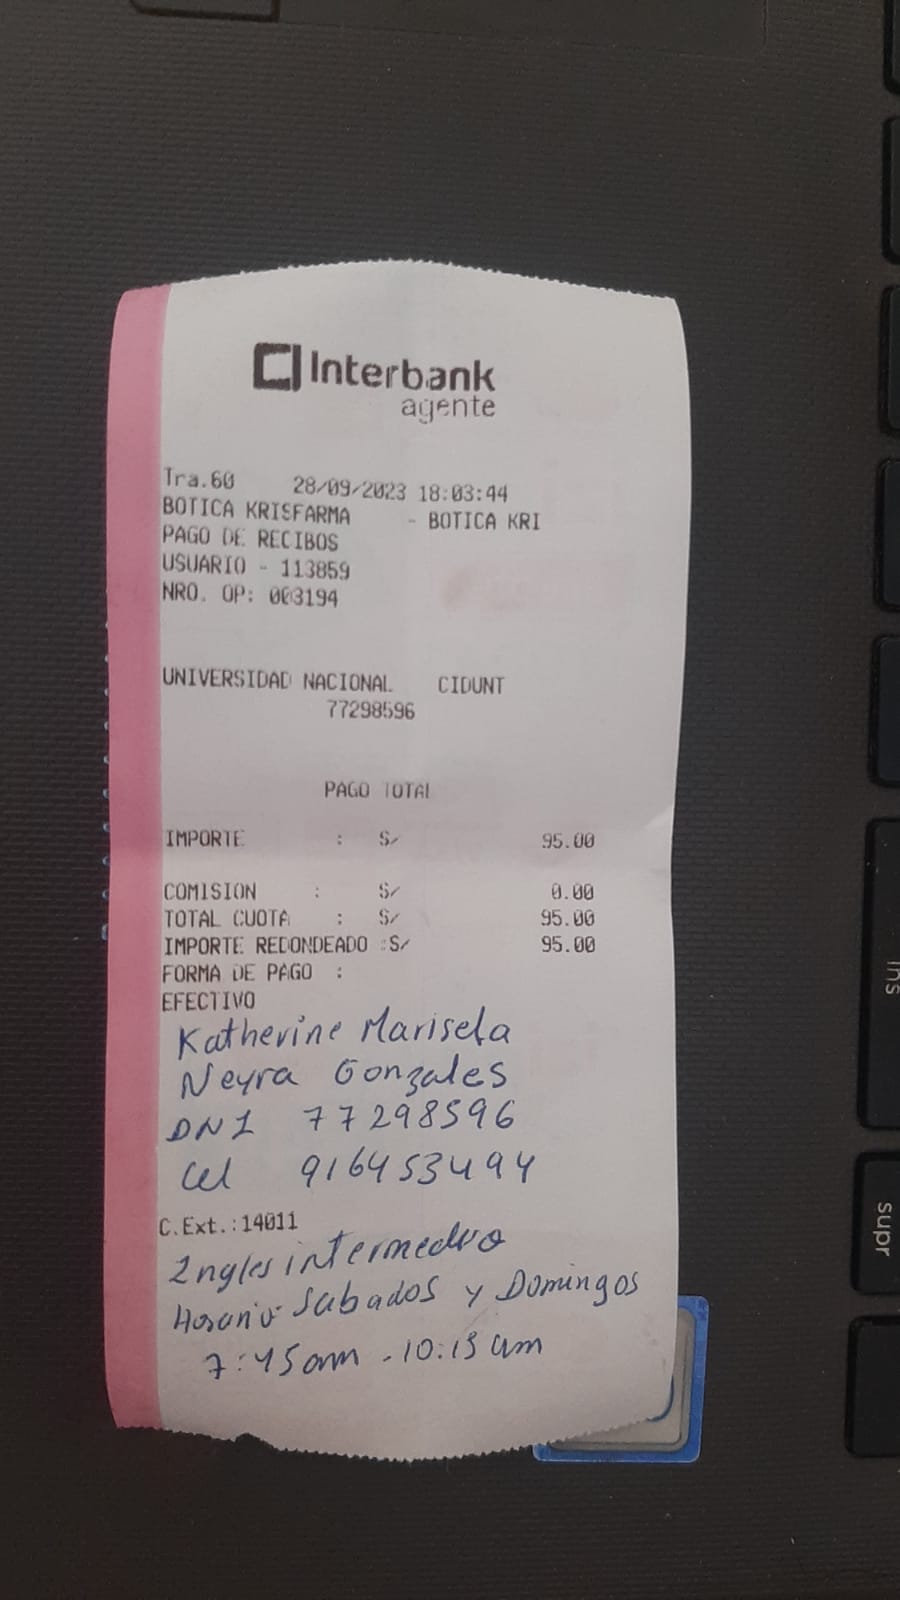 Interbank
agente
Tra.60 28/09/2023 18:03:44
BOTICA KRISFARMA - BOTICA KRI
PAGO DE RECIBOS
USUARIO - 113859
NRO. OP: 003194
UNIVERSIDAD NACIONAL CIDUNT
77298596
PAGO TOTAL
IMPORTE : S/ 95.00
COMISION : S/ 0.00
TOTAL CUOTA : S/ 95.00
IMPORTE REDONDEADO :S/ 95.00
FORMA DE PAGO :
EFECTIVO
Katherine Marisela
Neyra Gonzales
DNI 77298596
Cel 916453494
C.Ext.:14011
Ingles intermedio
Horario Sabados y Domingos
7:45am - 10:15am
ins
supr